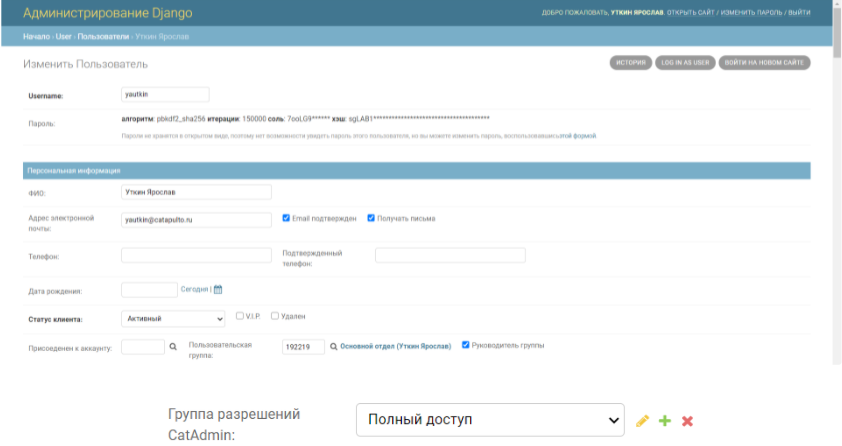 Администрирование Django
ДОБРО ПОЖАЛОВАТЬ, УТКИН ЯРОСЛАВ. ОТКРЫТЬ САЙТ / ИЗМЕНИТЬ ПАРОЛЬ / ВЫЙТИ
Начало › User › Пользователи › Уткин Ярослав
Изменить Пользователь
ИСТОРИЯ LOG IN AS USER ВОЙТИ НА НОВОМ САЙТЕ
Username: yautkin
Пароль: алгоритм: pbkdf2_sha256 итерации: 150000 соль: 7ooLG9****** хэш: sgLAB1**************************************
Пароли не хранятся в открытом виде, поэтому нет возможности увидеть пароль этого пользователя, но вы можете изменить пароль, воспользовавшисьэтой формой.
Персональная информация
ФИО: Уткин Ярослав
Адрес электронной почты: yautkin@catapulto.ru Email подтвержден Получать письма
Телефон: Подтвержденный телефон:
Дата рождения: Сегодня |
Статус клиента: Активный V.I.P. Удален
Присоеденен к аккаунту: Пользовательская группа: 192219 Основной отдел (Уткин Ярослав) Руководитель группы
Группа разрешений CatAdmin: Полный доступ